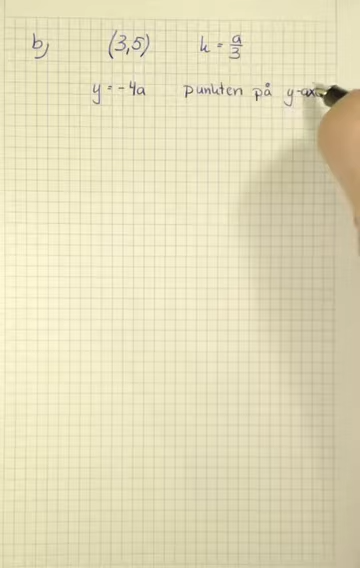 b) (3,5) k = a/3
y = -4a punkten på y-ax